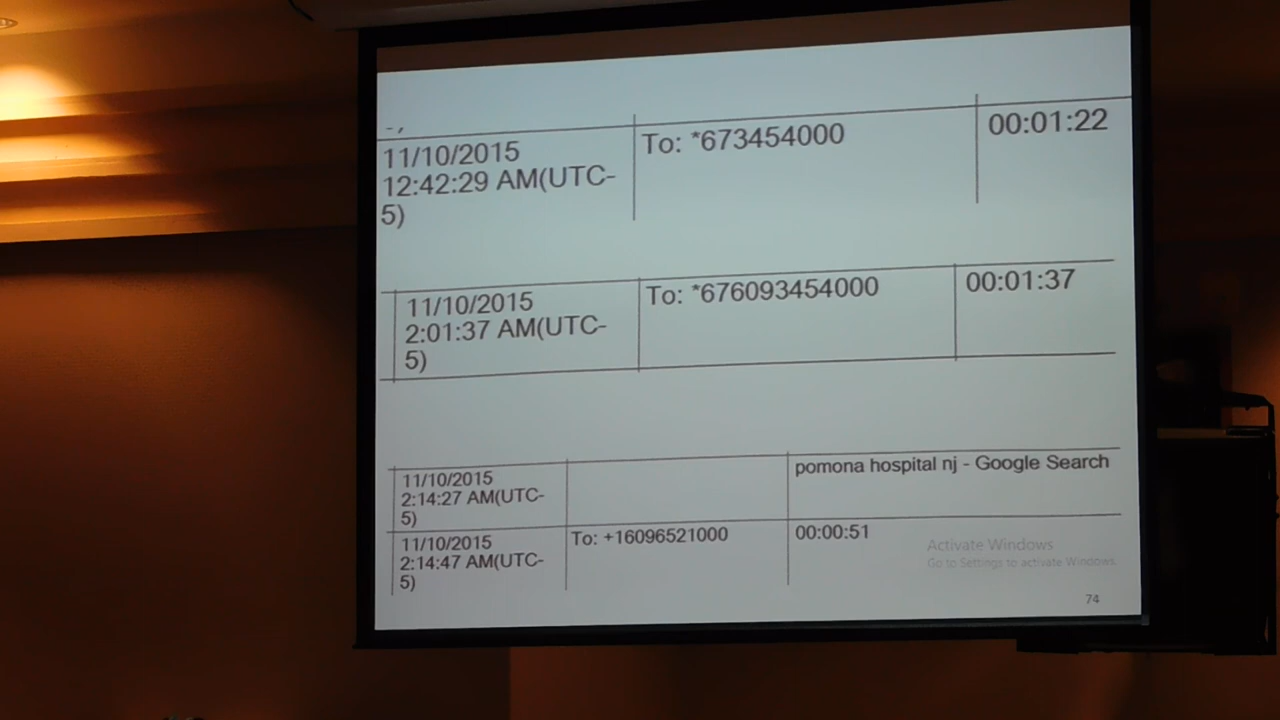 - ,
11/10/2015
12:42:29 AM(UTC-
5)
To: *673454000
00:01:22
11/10/2015
2:01:37 AM(UTC-
5)
To: *676093454000
00:01:37
11/10/2015
2:14:27 AM(UTC-
5)
pomona hospital nj - Google Search
11/10/2015
2:14:47 AM(UTC-
5)
To: +16096521000
00:00:51
Activate Windows
Go to Settings to activate Windows.
74